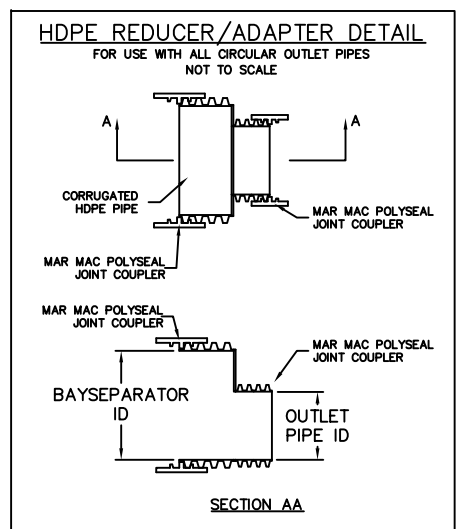 HDPE REDUCER/ADAPTER DETAIL
FOR USE WITH ALL CIRCULAR OUTLET PIPES
NOT TO SCALE
A
A
CORRUGATED
HDPE PIPE
MAR MAC POLYSEAL
JOINT COUPLER
MAR MAC POLYSEAL
JOINT COUPLER
MAR MAC POLYSEAL
JOINT COUPLER
MAR MAC POLYSEAL
JOINT COUPLER
BAYSEPARATOR
ID
OUTLET
PIPE ID
SECTION AA